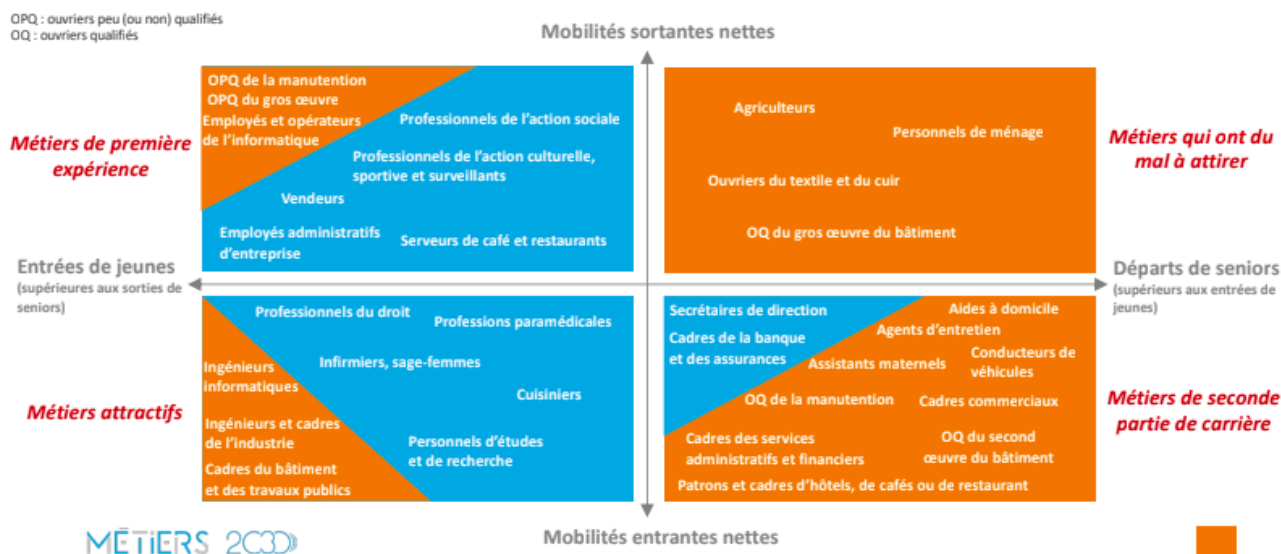 OPQ : ouvriers peu (ou non) qualifiés
OQ : ouvriers qualifiés
Mobilités sortantes nettes
Métiers de première
expérience
OPQ de la manutention
OPQ du gros œuvre
Employés et opérateurs
de l'informatique
Professionnels de l'action sociale
Professionnels de l'action culturelle,
sportive et surveillants
Vendeurs
Employés administratifs
d'entreprise
Serveurs de café et restaurants
Agriculteurs
Personnels de ménage
Ouvriers du textile et du cuir
OQ du gros œuvre du bâtiment
Métiers qui ont du
mal à attirer
Entrées de jeunes
(supérieures aux sorties de
seniors)
Départs de seniors
(supérieurs aux entrées de
jeunes)
Métiers attractifs
Professionnels du droit
Professions paramédicales
Infirmiers, sage-femmes
Ingénieurs
informatiques
Cuisiniers
Ingénieurs et cadres
de l'industrie
Personnels d'études
et de recherche
Cadres du bâtiment
et des travaux publics
Secrétaires de direction
Cadres de la banque
et des assurances
Aides à domicile
Agents d'entretien
Assistants maternels
Conducteurs de
véhicules
OQ de la manutention
Cadres commerciaux
Cadres des services
administratifs et financiers
OQ du second
œuvre du bâtiment
Patrons et cadres d'hôtels, de cafés ou de restaurant
Métiers de seconde
partie de carrière
Mobilités entrantes nettes
MÉTIERS 2030